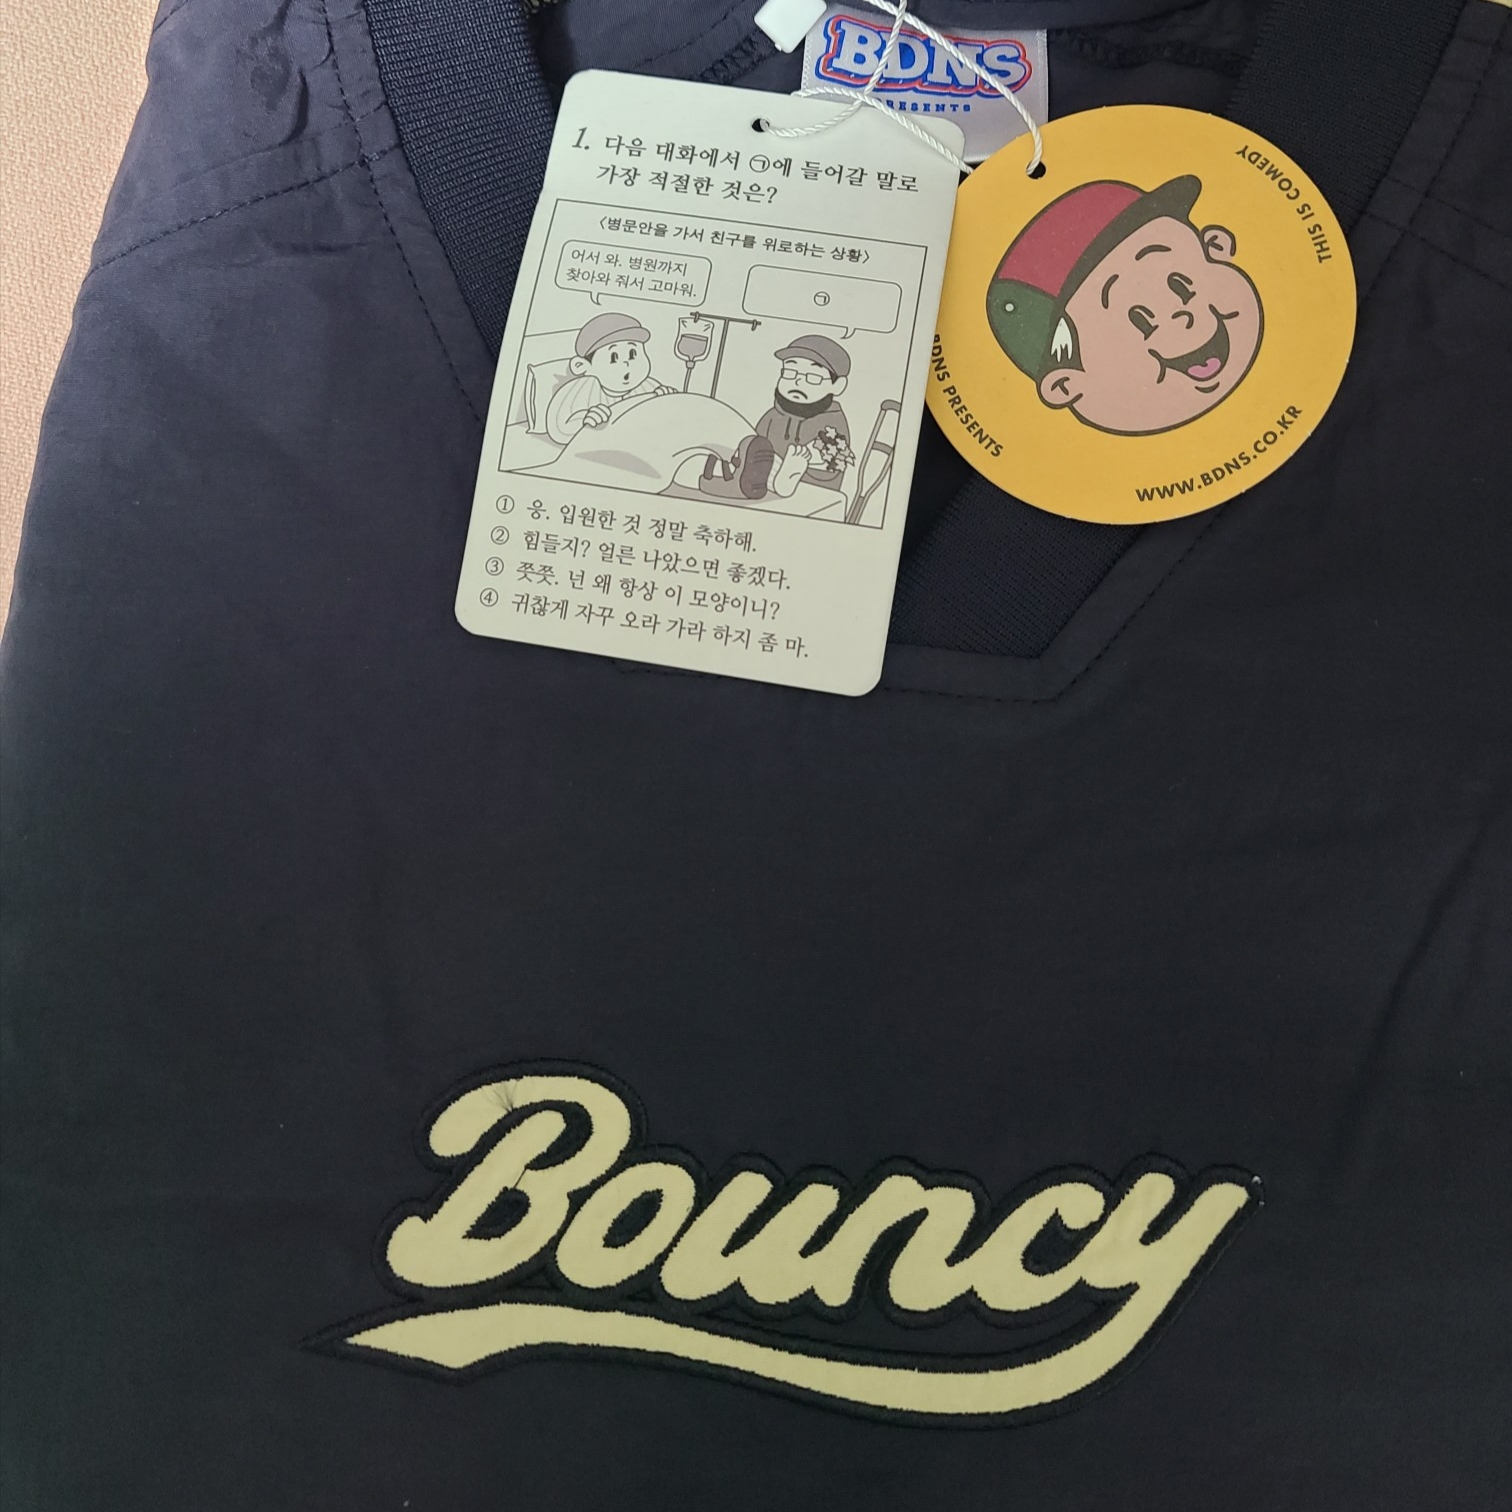 BDNS
PRESENTS
1. 다음 대화에서 ㉠에 들어갈 말로
가장 적절한 것은?
〈병문안을 가서 친구를 위로하는 상황〉
어서 와. 병원까지
찾아와 줘서 고마워.
㉠
① 웅. 입원한 것 정말 축하해.
② 힘들지? 얼른 나았으면 좋겠다.
③ 쯧쯧. 넌 왜 항상 이 모양이니?
④ 귀찮게 자꾸 오라 가라 하지 좀 마.
THIS IS COMEDY
BDNS PRESENTS
WWW.BDNS.CO.KR
Bouncy